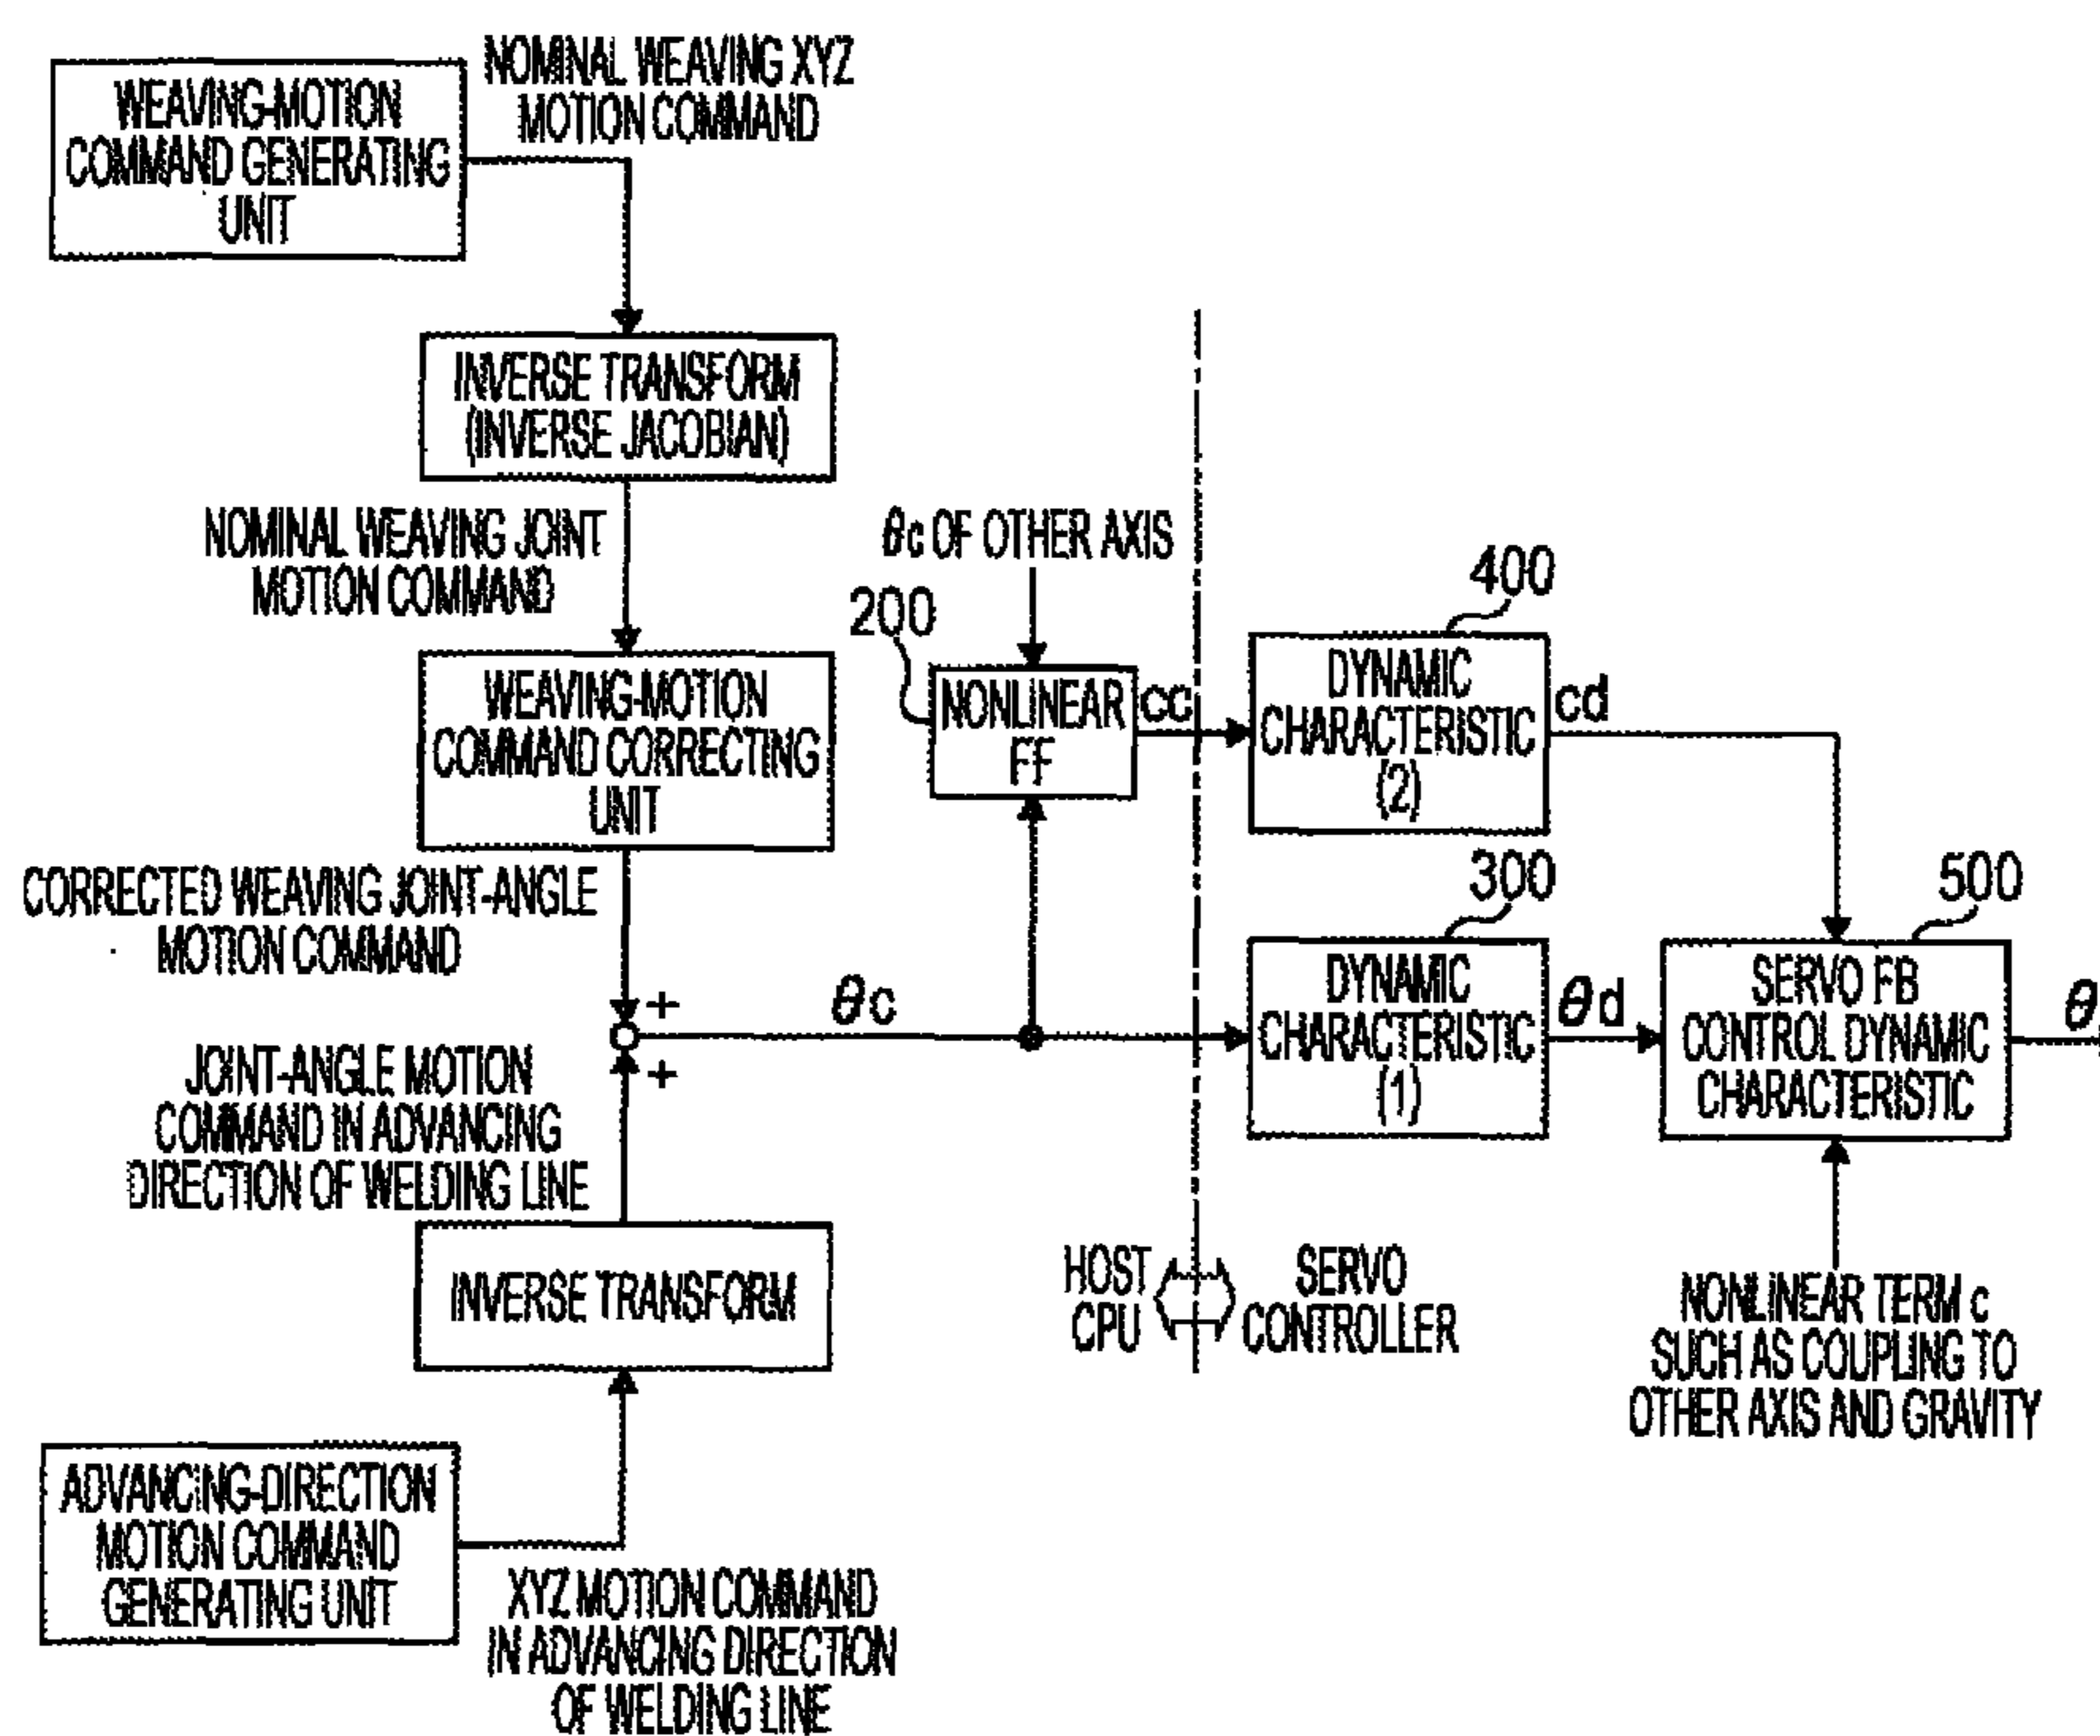 WEAVING-MOTION
COMMAND GENERATING
UNIT
NOMINAL WEAVING XYZ
MOTION COMMAND
INVERSE TRANSFORM
(INVERSE JACOBIAN)
NOMINAL WEAVING JOINT
MOTION COMMAND
WEAVING-MOTION
COMMAND CORRECTING
UNIT
CORRECTED WEAVING JOINT-ANGLE
MOTION COMMAND
+
+
JOINT-ANGLE MOTION
COMMAND IN ADVANCING
DIRECTION OF WELDING LINE
INVERSE TRANSFORM
ADVANCING-DIRECTION
MOTION COMMAND
GENERATING UNIT
XYZ MOTION COMMAND
IN ADVANCING DIRECTION
OF WELDING LINE
θc
θc OF OTHER AXIS
200
NONLINEAR
FF
cc
400
DYNAMIC
CHARACTERISTIC
(2)
cd
300
DYNAMIC
CHARACTERISTIC
(1)
θd
500
SERVO FB
CONTROL DYNAMIC
CHARACTERISTIC
θ
HOST
CPU
SERVO
CONTROLLER
NONLINEAR TERM c
SUCH AS COUPLING TO
OTHER AXIS AND GRAVITY